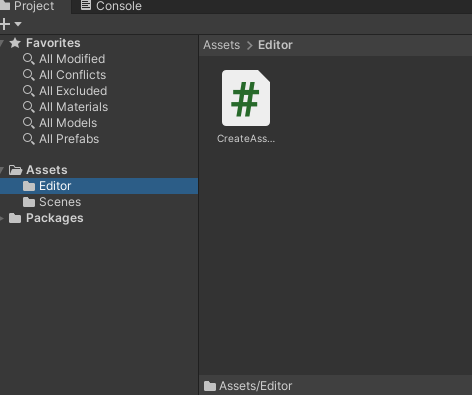 Project
Console
Favorites
All Modified
All Conflicts
All Excluded
All Materials
All Models
All Prefabs
Assets
Editor
Scenes
Packages
Assets > Editor
#
CreateAss...
Assets/Editor